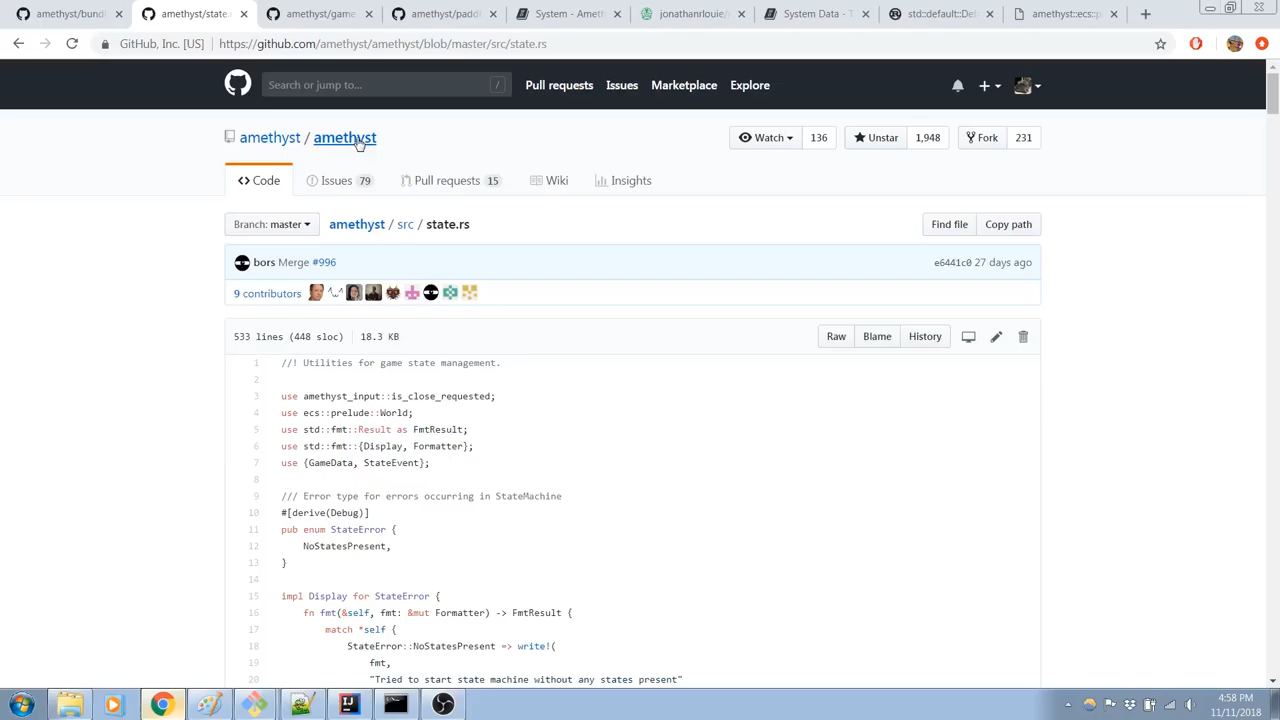 amethyst/bund
amethyst/state.
amethyst/game
amethyst/padd
System - Ameth
jonathanrlouie/
System Data - T
std::default::Def
amethyst::ecs::p
GitHub, Inc. [US] https://github.com/amethyst/amethyst/blob/master/src/state.rs
Search or jump to... /
Pull requests Issues Marketplace Explore
amethyst / amethyst
Watch 136 Unstar 1,948 Fork 231
<> Code Issues 79 Pull requests 15 Wiki Insights
Branch: master amethyst / src / state.rs Find file Copy path
bors Merge #996 e6441c0 27 days ago
9 contributors
533 lines (448 sloc) 18.3 KB Raw Blame History
1 //! Utilities for game state management.
2
3 use amethyst_input::is_close_requested;
4 use ecs::prelude::World;
5 use std::fmt::Result as FmtResult;
6 use std::fmt::{Display, Formatter};
7 use {GameData, StateEvent};
8
9 /// Error type for errors occurring in StateMachine
10 #[derive(Debug)]
11 pub enum StateError {
12 NoStatesPresent,
13 }
14
15 impl Display for StateError {
16 fn fmt(&self, fmt: &mut Formatter) -> FmtResult {
17 match *self {
18 StateError::NoStatesPresent => write!(
19 fmt,
20 "Tried to start state machine without any states present"
4:58 PM
11/11/2018